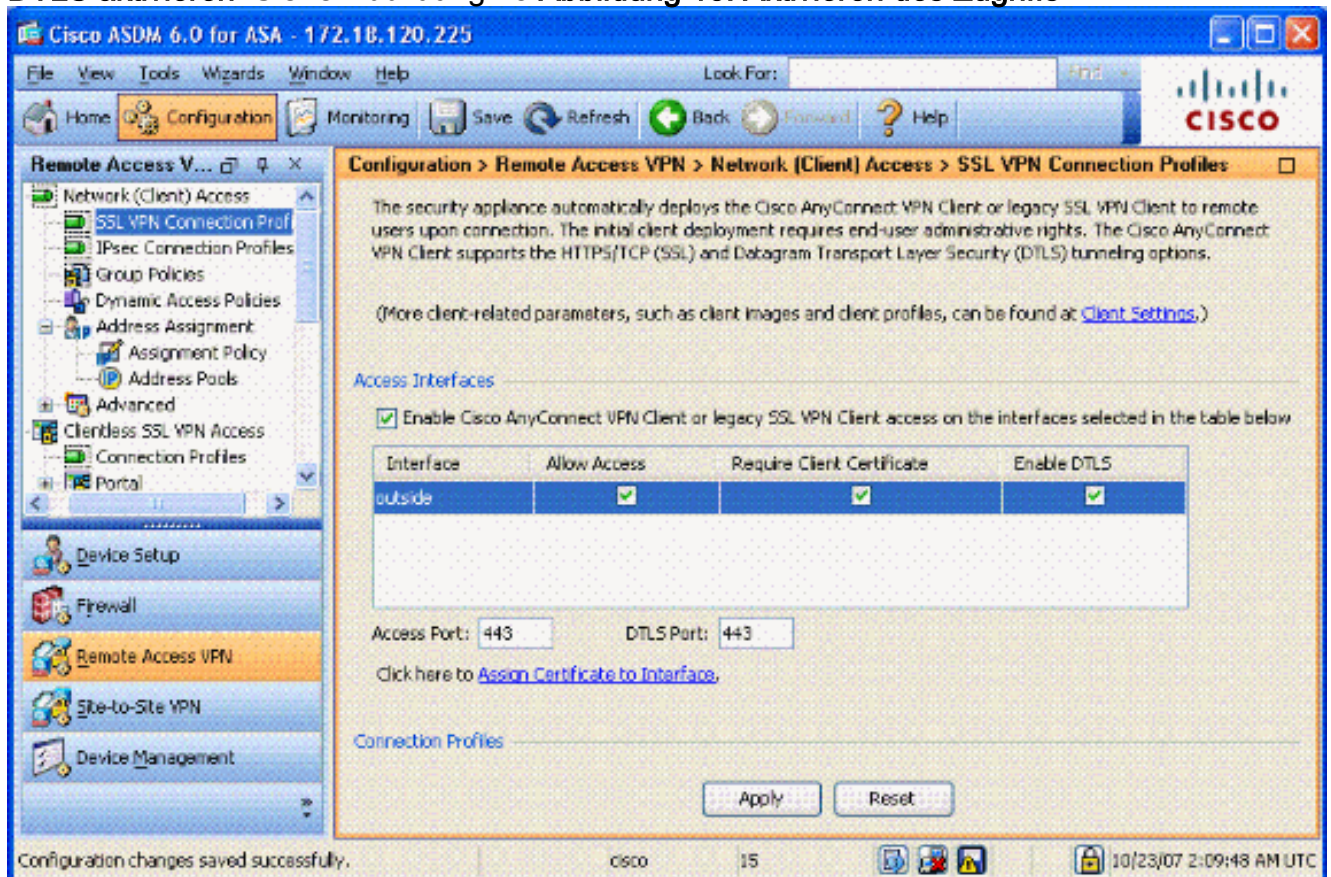 Cisco ASDM 6.0 for ASA - 172.18.120.225
File View Tools Wizards Window Help Look For: Find
Home Configuration Monitoring Save Refresh Back Forward Help
CISCO
Remote Access V...
Network (Client) Access
SSL VPN Connection Prof
IPsec Connection Profiles
Group Policies
Dynamic Access Policies
Address Assignment
Assignment Policy
Address Pools
Advanced
Clientless SSL VPN Access
Connection Profiles
Portal
Device Setup
Firewall
Remote Access VPN
Site-to-Site VPN
Device Management
Configuration > Remote Access VPN > Network (Client) Access > SSL VPN Connection Profiles
The security appliance automatically deploys the Cisco AnyConnect VPN Client or legacy SSL VPN Client to remote
users upon connection. The initial client deployment requires end-user administrative rights. The Cisco AnyConnect
VPN Client supports the HTTPS/TCP (SSL) and Datagram Transport Layer Security (DTLS) tunneling options.
(More client-related parameters, such as client images and client profiles, can be found at Client Settings.)
Access Interfaces
Enable Cisco AnyConnect VPN Client or legacy SSL VPN Client access on the interfaces selected in the table below
Interface Allow Access Require Client Certificate Enable DTLS
outside
Access Port: 443 DTLS Port: 443
Click here to Assign Certificate to Interface.
Connection Profiles
Apply Reset
Configuration changes saved successfully. cisco 15 10/23/07 2:09:48 AM UTC